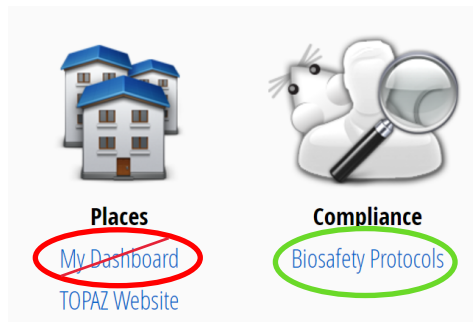 Places
My Dashboard
TOPAZ Website
Compliance
Biosafety Protocols